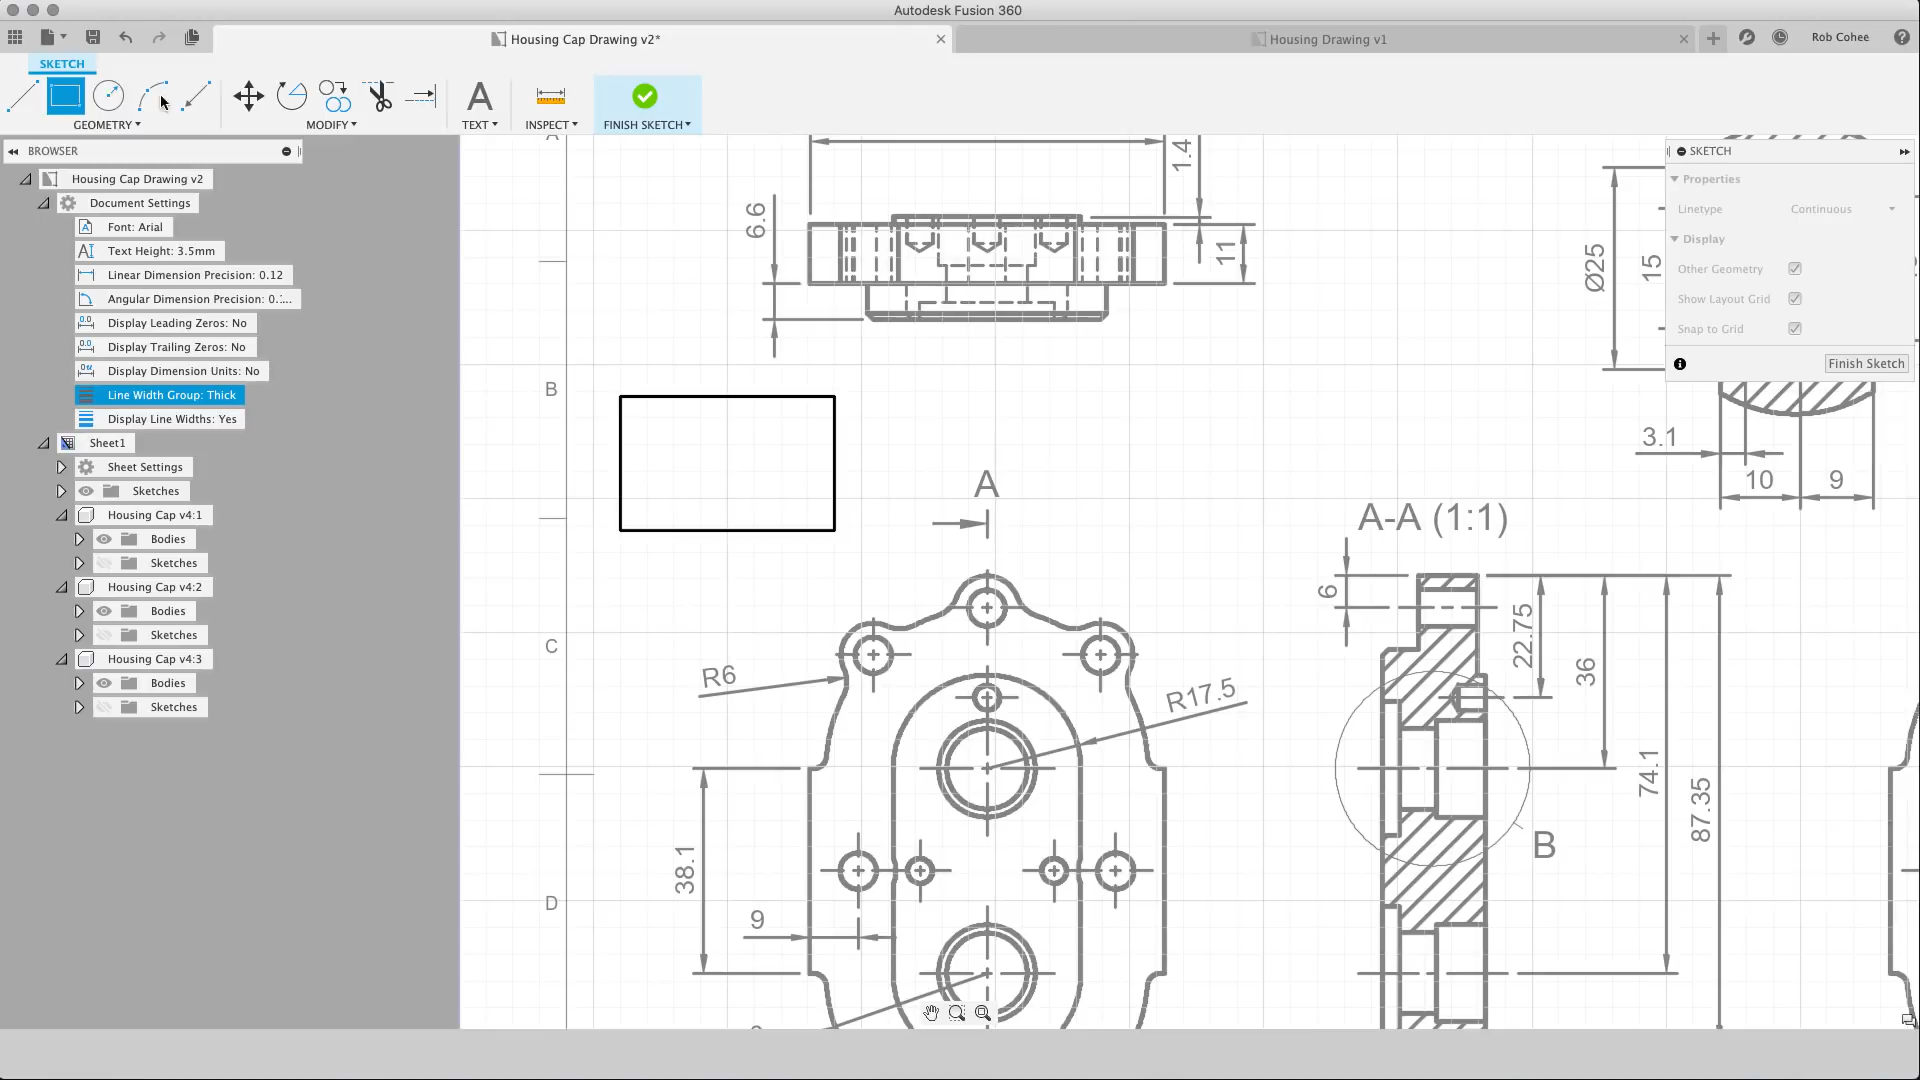 Autodesk Fusion 360
Housing Cap Drawing v2*
Housing Drawing v1
Rob Cohee
SKETCH
GEOMETRY
MODIFY
TEXT
INSPECT
FINISH SKETCH
BROWSER
Housing Cap Drawing v2
Document Settings
Font: Arial
Text Height: 3.5mm
Linear Dimension Precision: 0.12
Angular Dimension Precision: 0.:...
Display Leading Zeros: No
Display Trailing Zeros: No
Display Dimension Units: No
Line Width Group: Thick
Display Line Widths: Yes
Sheet1
Sheet Settings
Sketches
Housing Cap v4:1
Bodies
Sketches
Housing Cap v4:2
Bodies
Sketches
Housing Cap v4:3
Bodies
Sketches
SKETCH
Properties
Linetype Continuous
Display
Other Geometry
Show Layout Grid
Snap to Grid
Finish Sketch
1.4
6.6
11
Ø25
15
B
3.1
10
9
A
A-A (1:1)
6
22.75
36
C
R6
R17.5
74.1
87.35
B
38.1
D
9